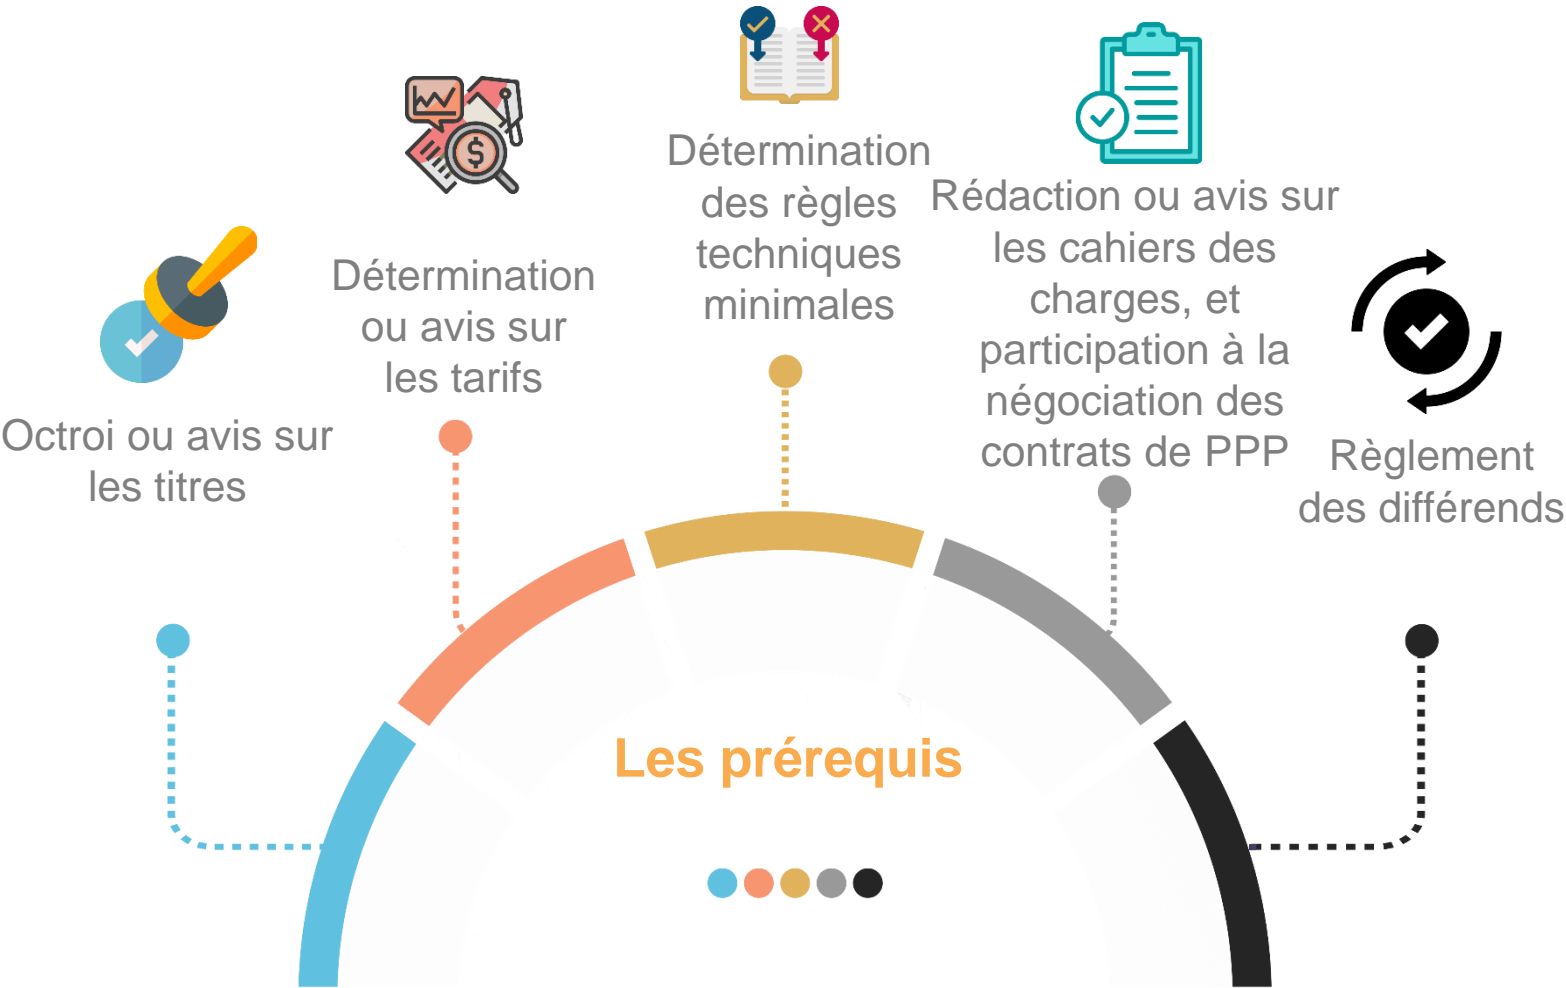 Octroi ou avis sur
les titres
Détermination
ou avis sur
les tarifs
Détermination
des règles
techniques
minimales
Rédaction ou avis sur
les cahiers des
charges, et
participation à la
négociation des
contrats de PPP
Règlement
des différends
Les prérequis